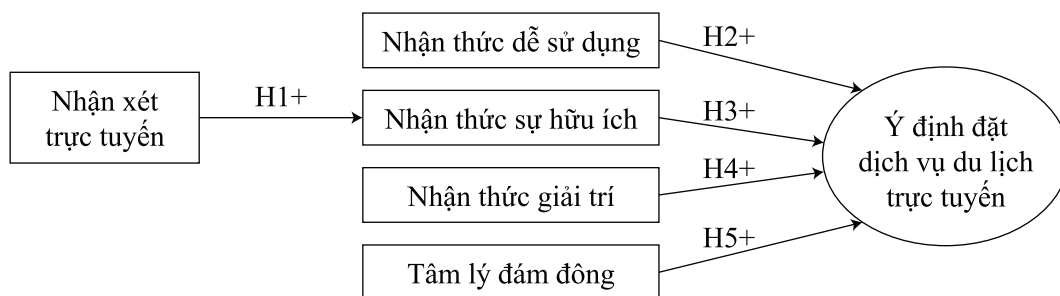 Nhận thức dễ sử dụng
H2+
Nhận xét
trực tuyến
H1+
Nhận thức sự hữu ích
H3+
Ý định đặt
dịch vụ du lịch
trực tuyến
Nhận thức giải trí
H4+
Tâm lý đám đông
H5+